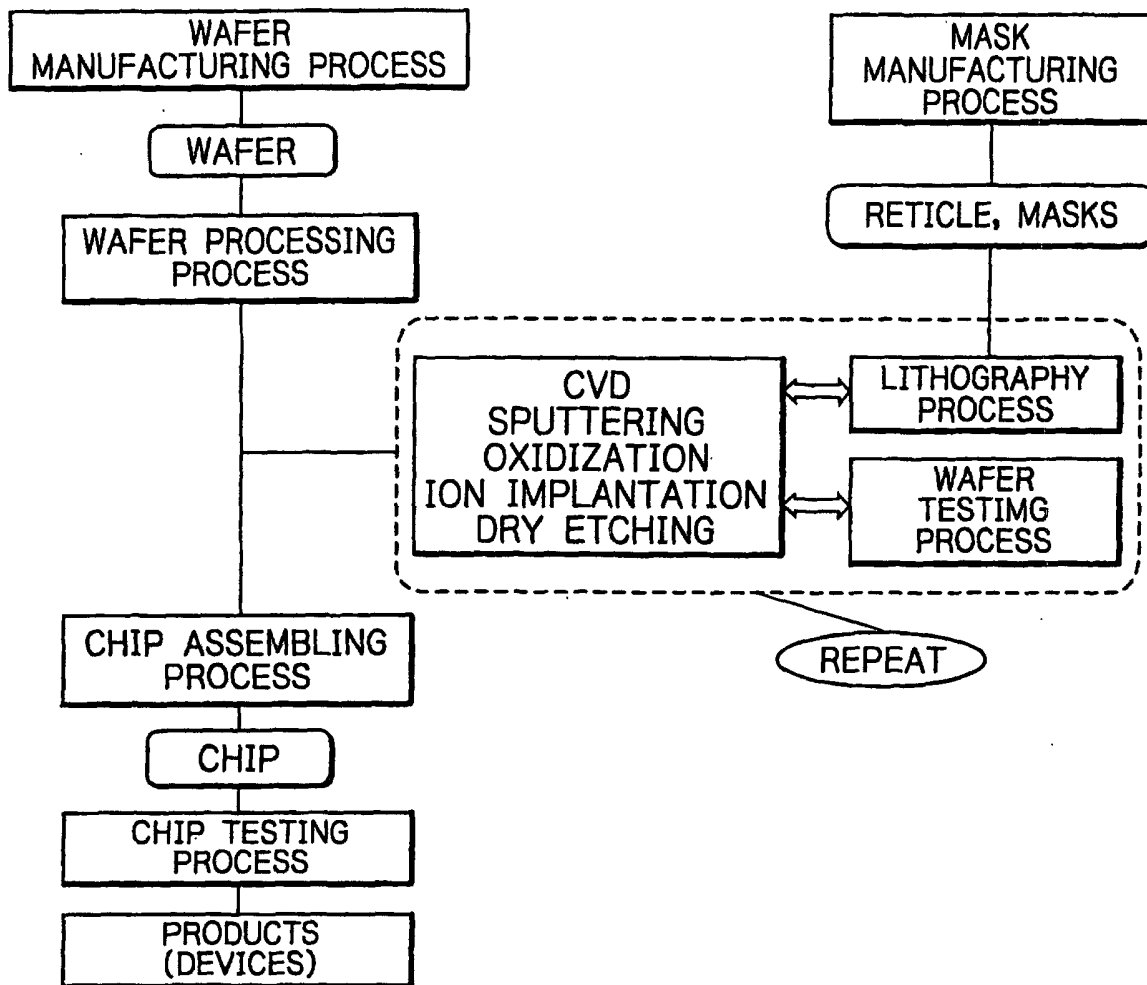 WAFER
MANUFACTURING PROCESS
WAFER
WAFER PROCESSING
PROCESS
MASK
MANUFACTURING
PROCESS
RETICLE, MASKS
CVD
SPUTTERING
OXIDIZATION
ION IMPLANTATION
DRY ETCHING
LITHOGRAPHY
PROCESS
WAFER
TESTIMG
PROCESS
REPEAT
CHIP ASSEMBLING
PROCESS
CHIP
CHIP TESTING
PROCESS
PRODUCTS
(DEVICES)